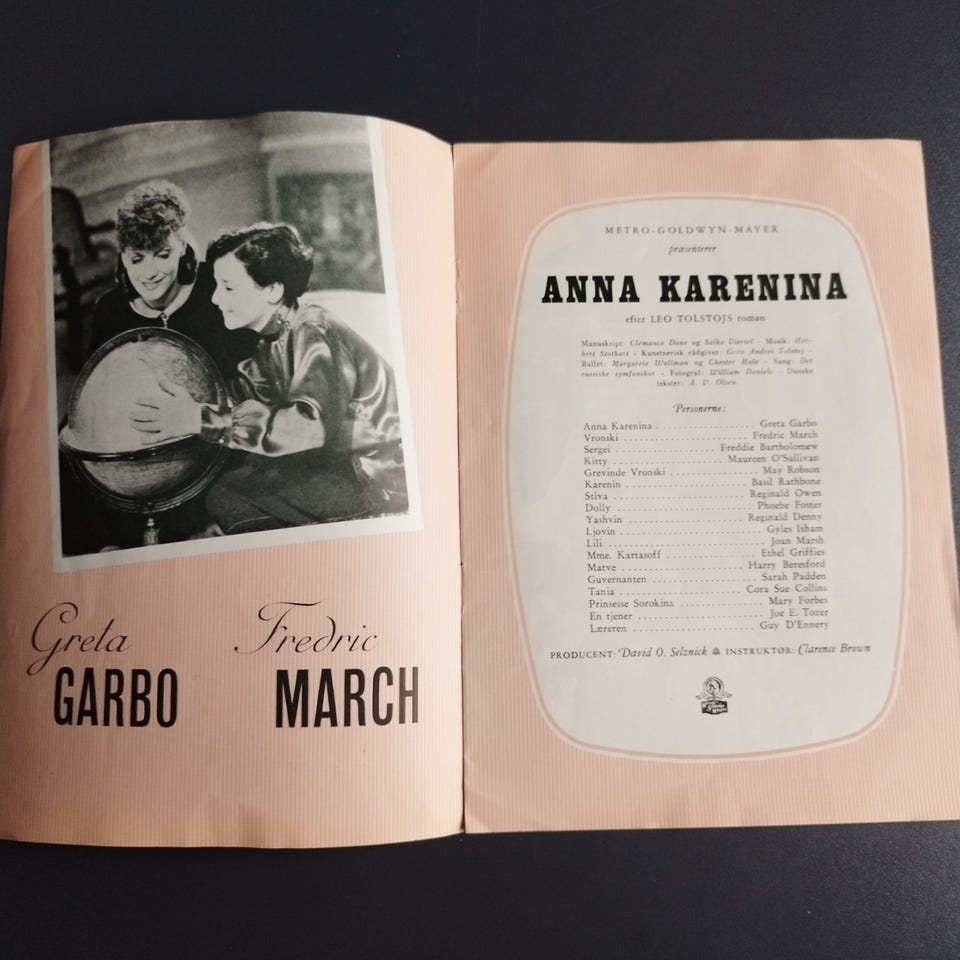 Greta Fredric
GARBO MARCH
METRO-GOLDWYN-MAYER
præsenterer
ANNA KARENINA
efter LEO TOLSTOJS roman
Manuskript: Clemence Dane og Salka Viertel - Musik: Her-
bert Stothart - Kunstnerisk rådgiver: Grev Andrei Tolstoj -
Ballet: Margarete Wallman og Chester Hale - Sang: Det
russiske symfonikor - Fotograf: William Daniels - Danske
tekster: A. V. Olsen.
Personerne:
Anna Karenina .................... Greta Garbo
Vronski .................... Fredric March
Sergei .................... Freddie Bartholomew
Kitty .................... Maureen O'Sullivan
Grevinde Vronski .................... May Robson
Karenin .................... Basil Rathbone
Stiva .................... Reginald Owen
Dolly .................... Phoebe Foster
Yashvin .................... Reginald Denny
Ljovin .................... Gyles Isham
Lili .................... Joan Marsh
Mme. Kartasoff .................... Ethel Griffies
Matve .................... Harry Beresford
Guvernanten .................... Sarah Padden
Tania .................... Cora Sue Collins
Prinsesse Sorokina .................... Mary Forbes
En tjener .................... Joe E. Tozer
Læreren .................... Guy D'Ennery
PRODUCENT: David O. Selznick INSTRUKTØR: Clarence Brown